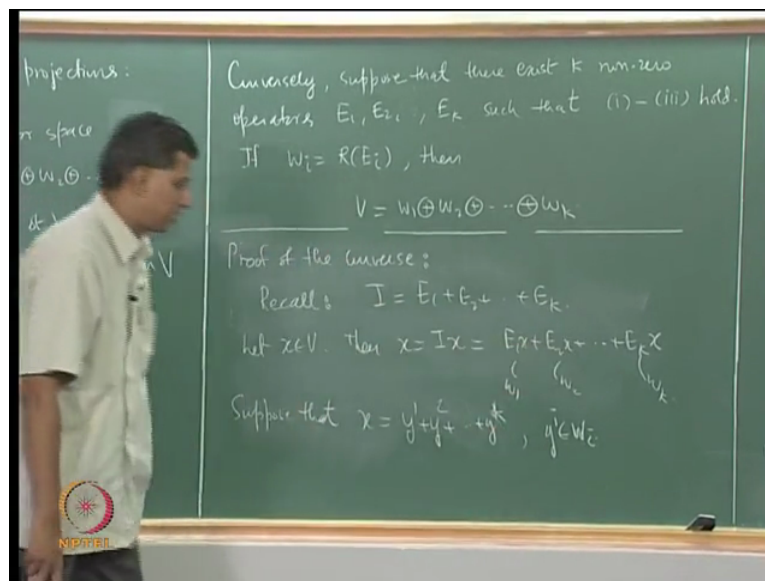 projections:
space
⊕ W₂ ⊕ ..
V
Conversely, suppose that there exist k non-zero
operators E₁, E₂, , Eₖ such that (i) – (iii) hold.
If Wᵢ = R(Eᵢ), then
V = W₁ ⊕ W₂ ⊕ ... ⊕ Wₖ
Proof of the converse:
Recall: I = E₁ + E₂ + .. + Eₖ.
Let x ∈ V. Then x = Ix = E₁x + E₂x + ... + Eₖx
W₁ W₂ Wₖ
Suppose that x = y¹ + y² + .. + yᵏ, yⁱ ∈ Wᵢ.
NPTEL